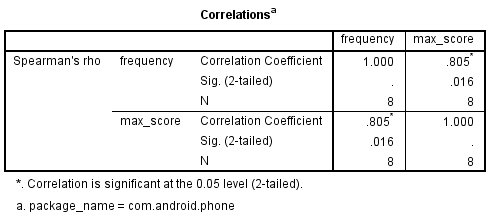 Correlationsa
frequency max_score
Spearman's rho frequency Correlation Coefficient 1.000 .805*
Sig. (2-tailed) . .016
N 8 8
max_score Correlation Coefficient .805* 1.000
Sig. (2-tailed) .016 .
N 8 8
*. Correlation is significant at the 0.05 level (2-tailed).
a. package_name = com.android.phone